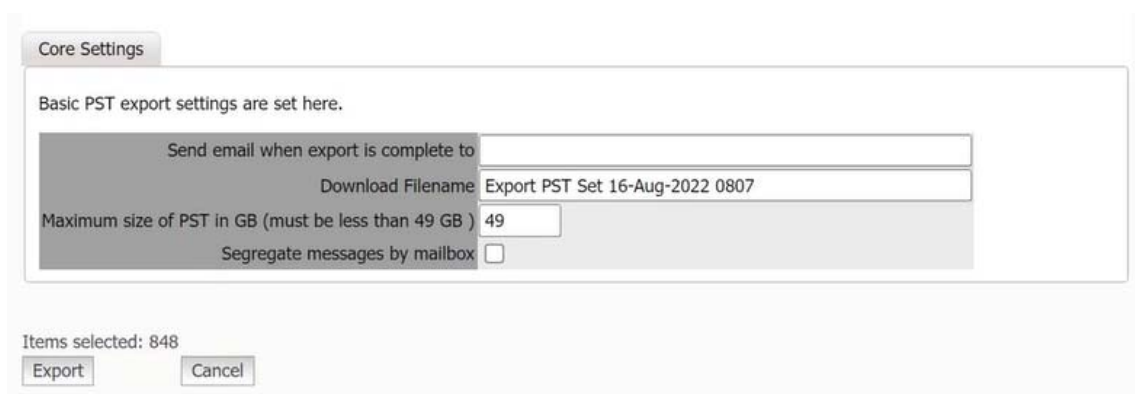 Core Settings
Basic PST export settings are set here.
Send email when export is complete to
Download Filename Export PST Set 16-Aug-2022 0807
Maximum size of PST in GB (must be less than 49 GB ) 49
Segregate messages by mailbox
Items selected: 848
Export Cancel